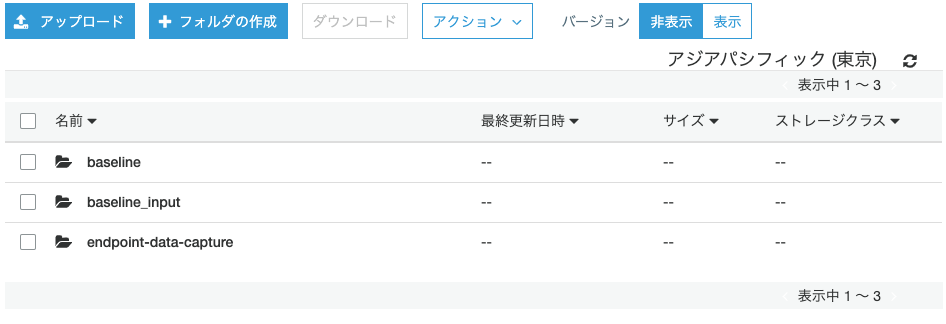 アップロード フォルダの作成 ダウンロード アクション バージョン 非表示 表示
アジアパシフィック (東京)
表示中 1 ～ 3
名前 最終更新日時 サイズ ストレージクラス
baseline -- -- --
baseline_input -- -- --
endpoint-data-capture -- -- --
表示中 1 ～ 3